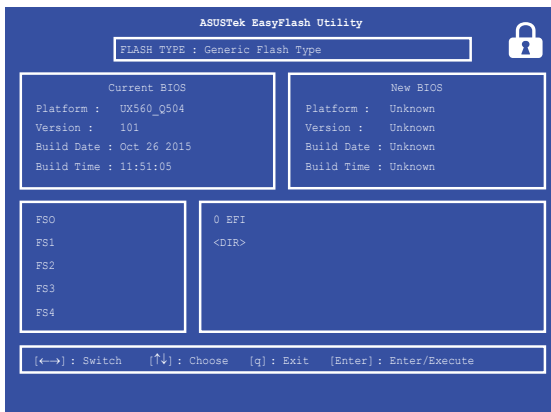 ASUSTek EasyFlash Utility
FLASH TYPE : Generic Flash Type
Current BIOS
Platform : UX560_Q504
Version : 101
Build Date : Oct 26 2015
Build Time : 11:51:05
New BIOS
Platform : Unknown
Version : Unknown
Build Date : Unknown
Build Time : Unknown
FSO
FS1
FS2
FS3
FS4
0 EFI
<DIR>
[←→] : Switch [↑↓] : Choose [q] : Exit [Enter] : Enter/Execute